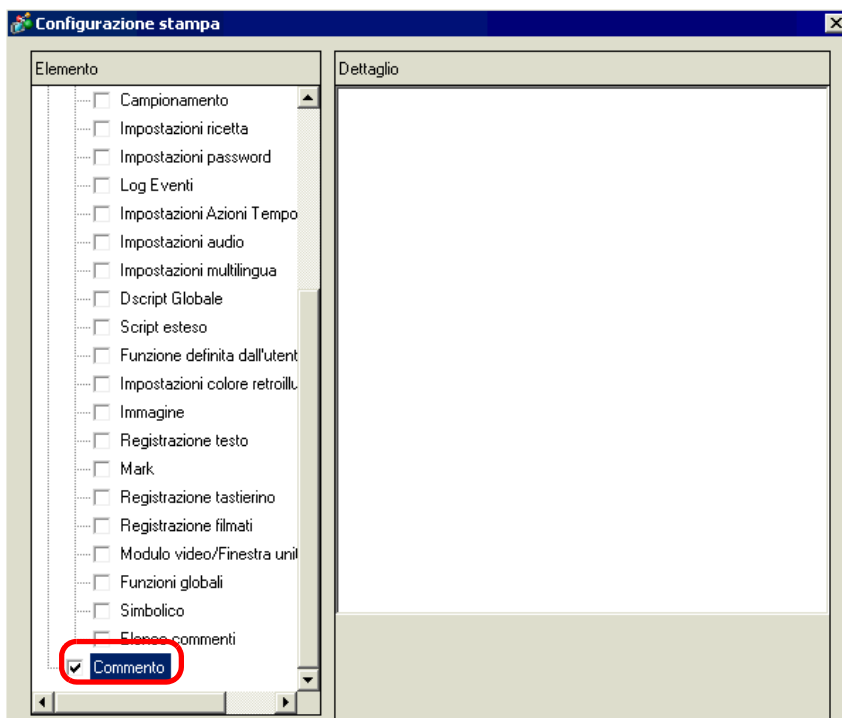 Configurazione stampa
Elemento
Dettaglio
Campionamento
Impostazioni ricetta
Impostazioni password
Log Eventi
Impostazioni Azioni Tempo
Impostazioni audio
Impostazioni multilingua
Dscript Globale
Script esteso
Funzione definita dall'utent
Impostazioni colore retroillu
Immagine
Registrazione testo
Mark
Registrazione tastierino
Registrazione filmati
Modulo video/Finestra unit
Funzioni globali
Simbolico
Elenco commenti
Commento